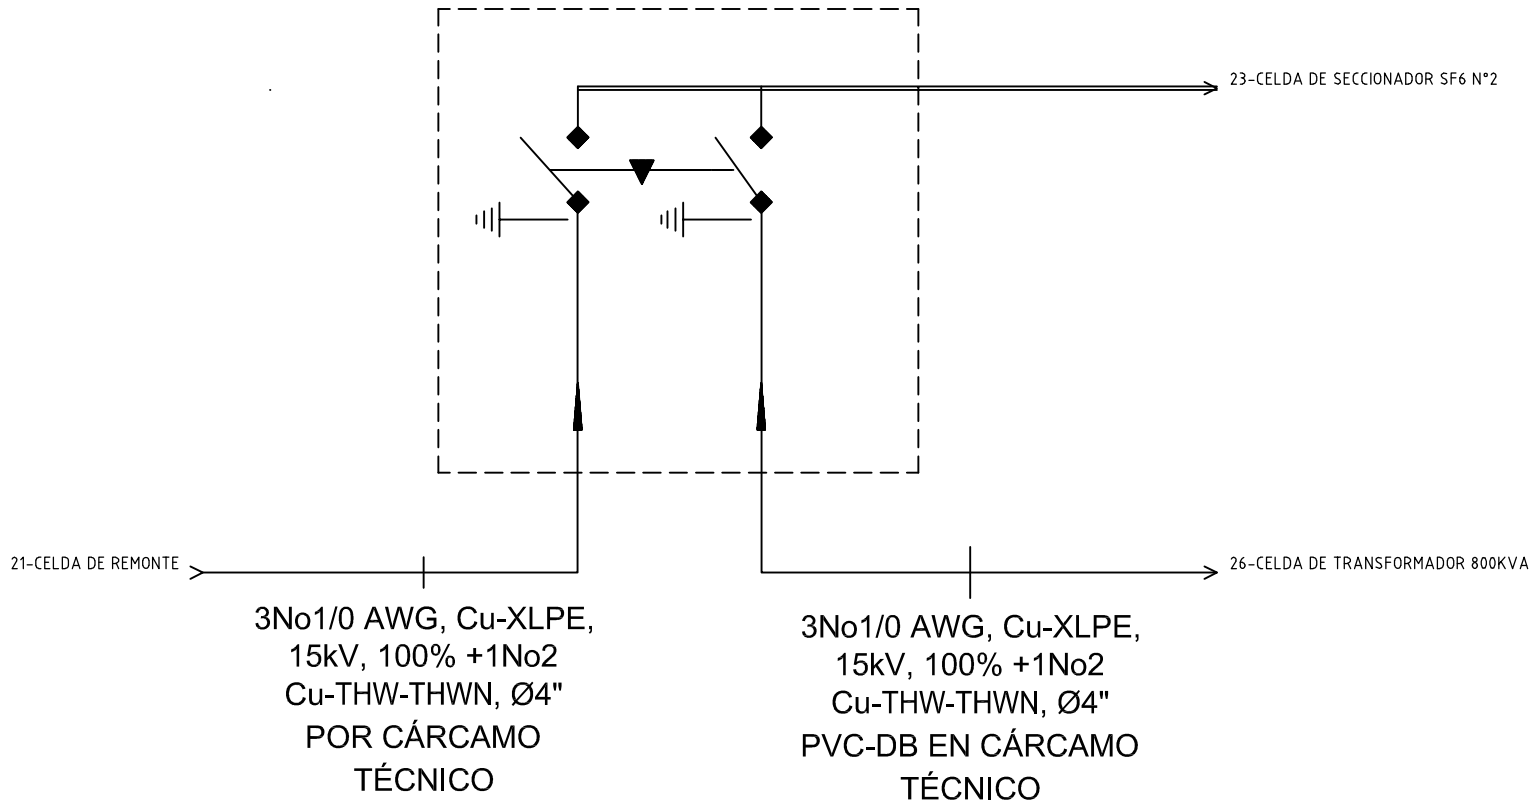 23-CELDA DE SECCIONADOR SF6 N°2
21-CELDA DE REMONTE
26-CELDA DE TRANSFORMADOR 800KVA
3No1/0 AWG, Cu-XLPE,
15kV, 100% +1No2
Cu-THW-THWN, Ø4"
POR CÁRCAMO
TÉCNICO
3No1/0 AWG, Cu-XLPE,
15kV, 100% +1No2
Cu-THW-THWN, Ø4"
PVC-DB EN CÁRCAMO
TÉCNICO